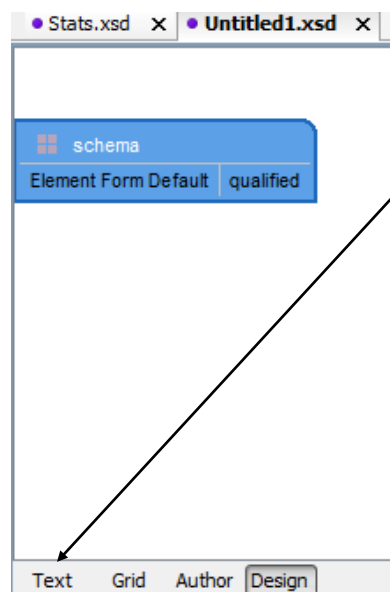 Stats.xsd x Untitled1.xsd x
schema
Element Form Default qualified
Text Grid Author Design